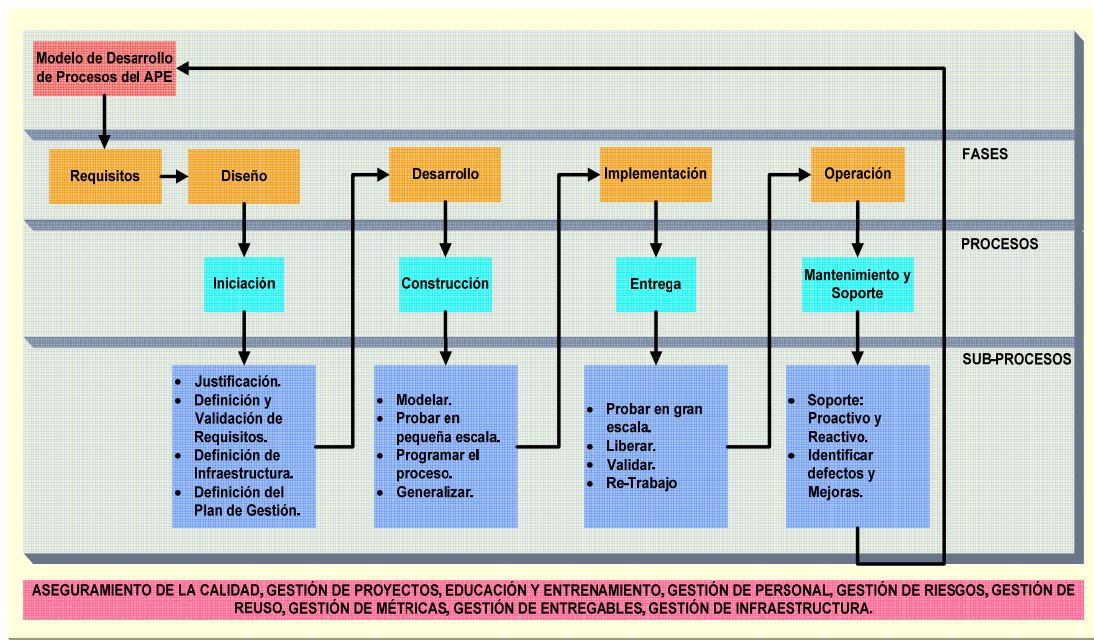 Modelo de Desarrollo
de Procesos del APE
FASES
Requisitos
Diseño
Desarrollo
Implementación
Operación
PROCESOS
Iniciación
Construcción
Entrega
Mantenimiento y
Soporte
SUB-PROCESOS
• Justificación.
• Definición y
Validación de
Requisitos.
• Definición de
Infraestructura.
• Definición del
Plan de Gestión.
• Modelar.
• Probar en
pequeña escala.
• Programar el
proceso.
• Generalizar.
• Probar en gran
escala.
• Liberar.
• Validar.
• Re-Trabajo
• Soporte:
Proactivo y
Reactivo.
• Identificar
defectos y
Mejoras.
ASEGURAMIENTO DE LA CALIDAD, GESTIÓN DE PROYECTOS, EDUCACIÓN Y ENTRENAMIENTO, GESTIÓN DE PERSONAL, GESTIÓN DE RIESGOS, GESTIÓN DE
REUSO, GESTIÓN DE MÉTRICAS, GESTIÓN DE ENTREGABLES, GESTIÓN DE INFRAESTRUCTURA.